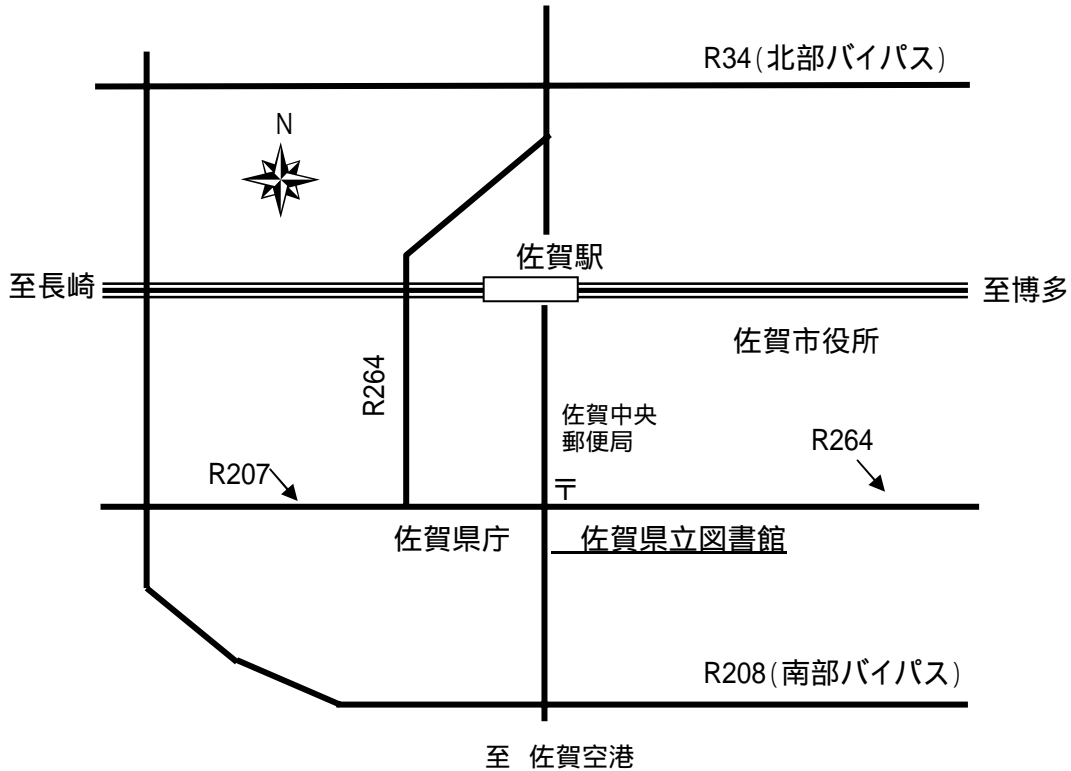 R34(北部バイパス)
N
佐賀駅
至長崎
至博多
佐賀市役所
R264
佐賀中央
郵便局
R264
R207
〒
佐賀県庁
佐賀県立図書館
R208(南部バイパス)
至 佐賀空港